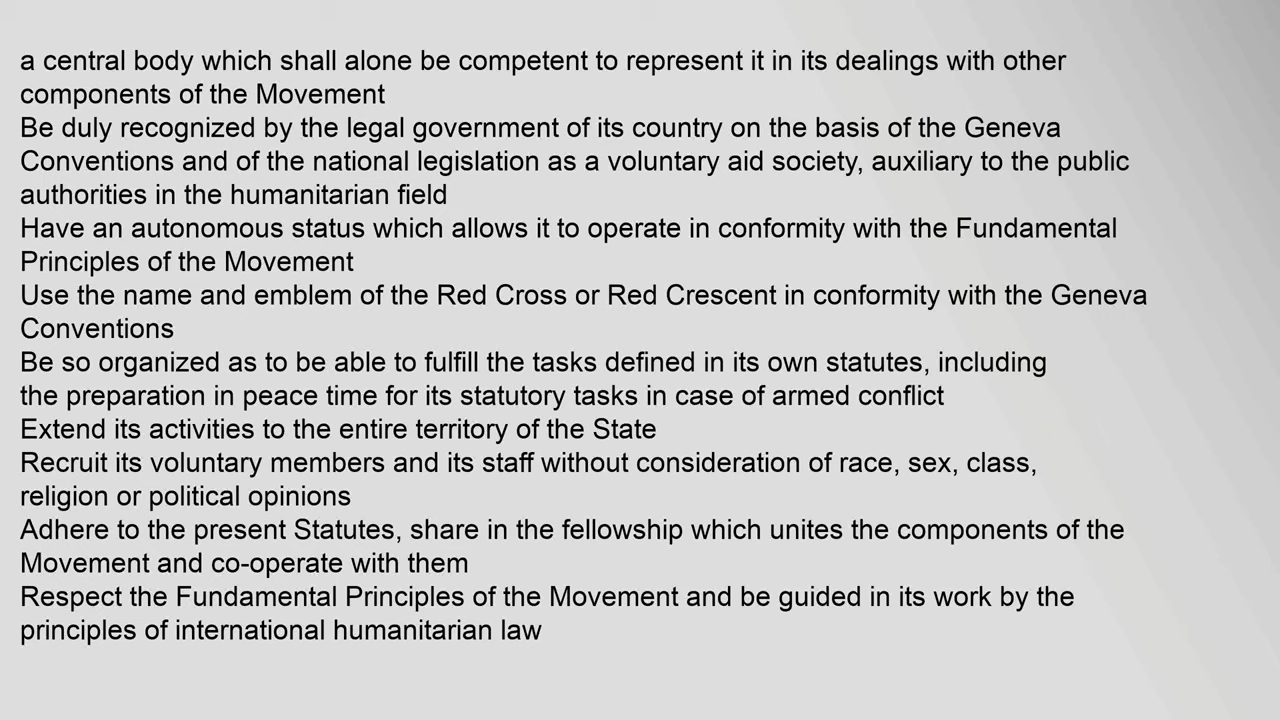 a central body which shall alone be competent to represent it in its dealings with other
components of the Movement
Be duly recognized by the legal government of its country on the basis of the Geneva
Conventions and of the national legislation as a voluntary aid society, auxiliary to the public
authorities in the humanitarian field
Have an autonomous status which allows it to operate in conformity with the Fundamental
Principles of the Movement
Use the name and emblem of the Red Cross or Red Crescent in conformity with the Geneva
Conventions
Be so organized as to be able to fulfill the tasks defined in its own statutes, including
the preparation in peace time for its statutory tasks in case of armed conflict
Extend its activities to the entire territory of the State
Recruit its voluntary members and its staff without consideration of race, sex, class,
religion or political opinions
Adhere to the present Statutes, share in the fellowship which unites the components of the
Movement and co-operate with them
Respect the Fundamental Principles of the Movement and be guided in its work by the
principles of international humanitarian law